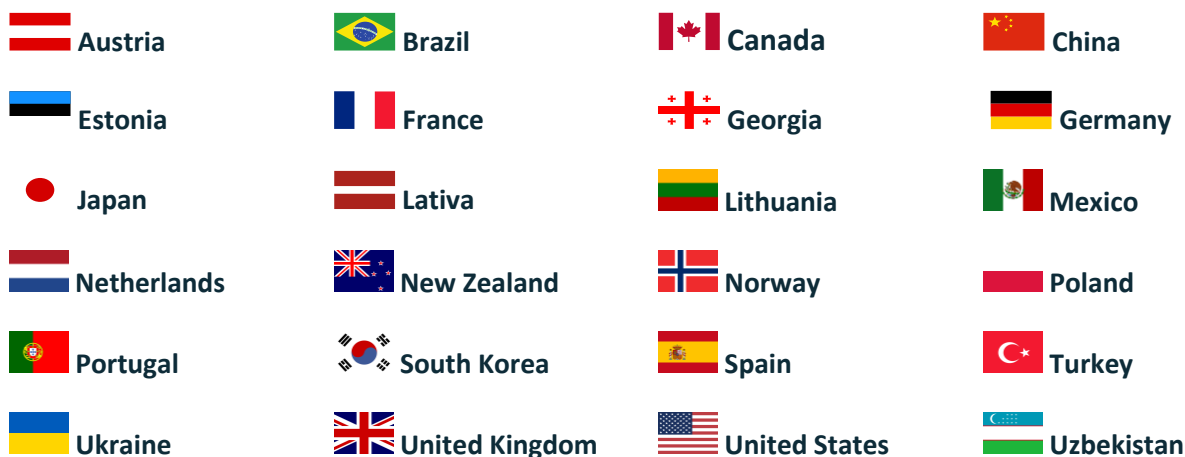 Austria Brazil Canada China
Estonia France Georgia Germany
Japan Lativa Lithuania Mexico
Netherlands New Zealand Norway Poland
Portugal South Korea Spain Turkey
Ukraine United Kingdom United States Uzbekistan